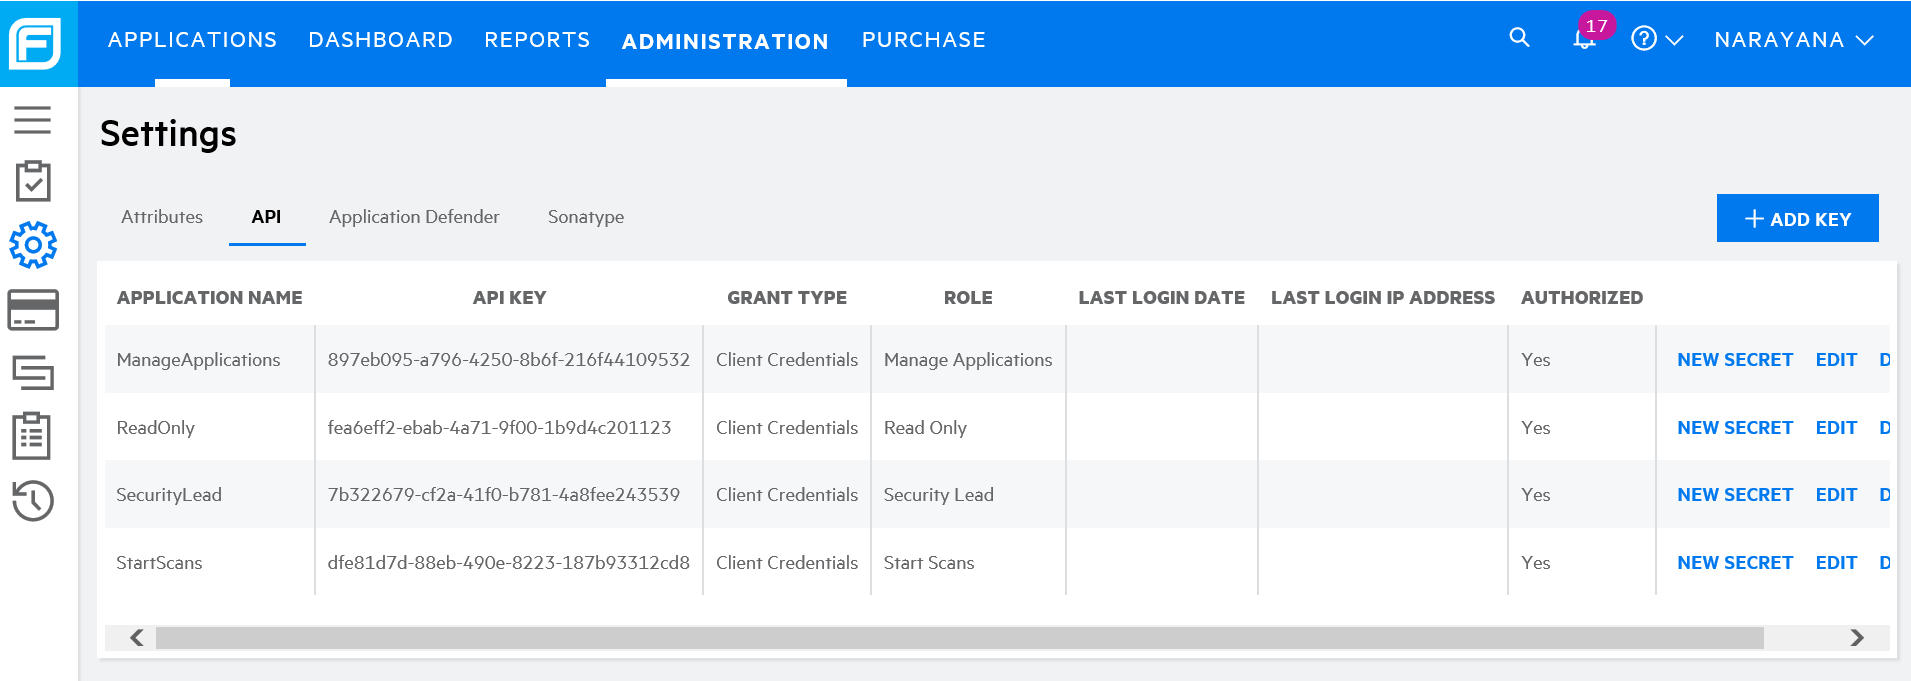 APPLICATIONS DASHBOARD REPORTS ADMINISTRATION PURCHASE 17 ? NARAYANA
Settings
Attributes API Application Defender Sonatype + ADD KEY
APPLICATION NAME API KEY GRANT TYPE ROLE LAST LOGIN DATE LAST LOGIN IP ADDRESS AUTHORIZED
ManageApplications 897eb095-a796-4250-8b6f-216f44109532 Client Credentials Manage Applications Yes NEW SECRET EDIT D
ReadOnly fea6eff2-ebab-4a71-9f00-1b9d4c201123 Client Credentials Read Only Yes NEW SECRET EDIT D
SecurityLead 7b322679-cf2a-41f0-b781-4a8fee243539 Client Credentials Security Lead Yes NEW SECRET EDIT D
StartScans dfe81d7d-88eb-490e-8223-187b93312cd8 Client Credentials Start Scans Yes NEW SECRET EDIT D